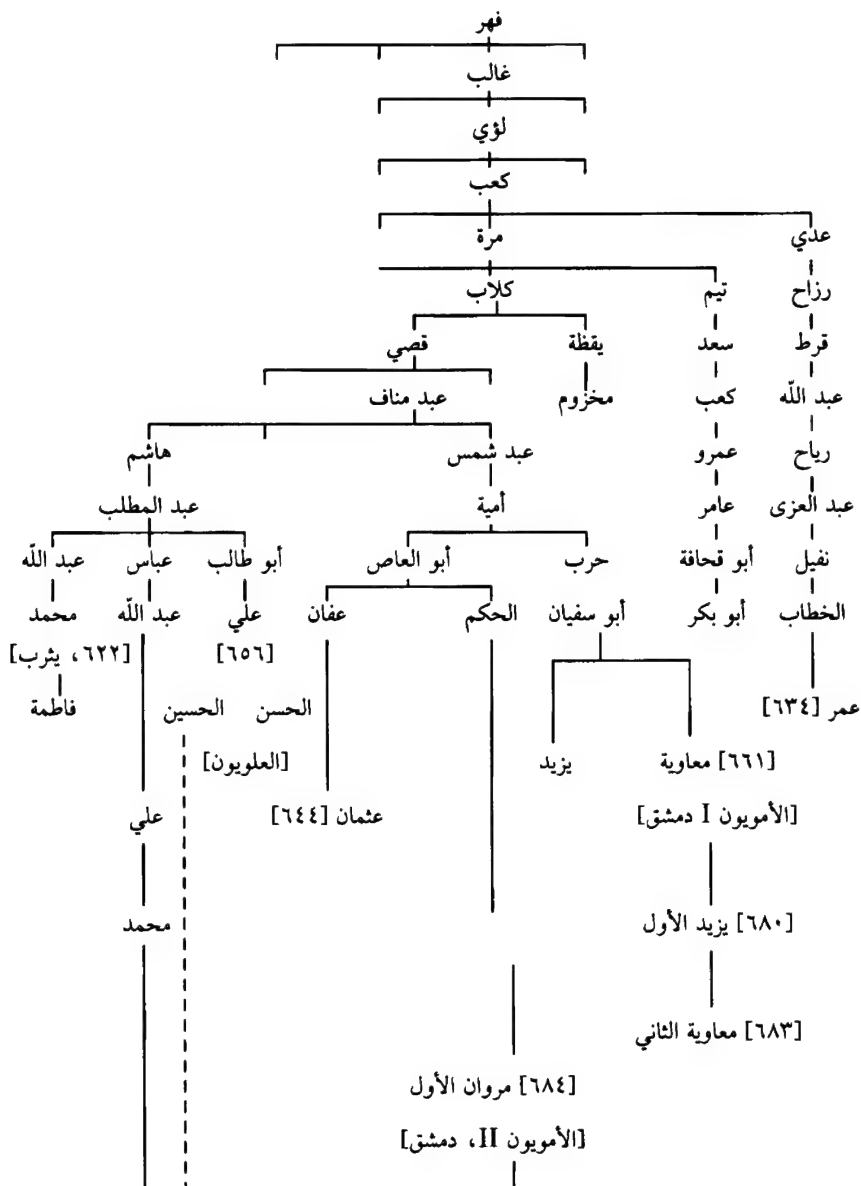 فهر
غالب
لؤي
كعب
عدي مرة
رزاح تيم كلاب
قرط سعد يقظة قصي
عبد اللّه كعب مخزوم عبد مناف
رياح عمرو عبد شمس هاشم
عبد العزى عامر أمية عبد المطلب
نفيل أبو قحافة حرب أبو العاص أبو طالب عباس عبد اللّه
الخطاب أبو بكر أبو سفيان الحكم عفان علي عبد اللّه محمد
[٦٥٦] [٦٢٢، يثرب]
عمر [٦٣٤] الحسن الحسين فاطمة
[٦٦١] معاوية يزيد [العلويون]
[الأمويون I دمشق] عثمان [٦٤٤] علي
[٦٨٠] يزيد الأول محمد
[٦٨٣] معاوية الثاني
[٦٨٤] مروان الأول
[الأمويون II، دمشق]